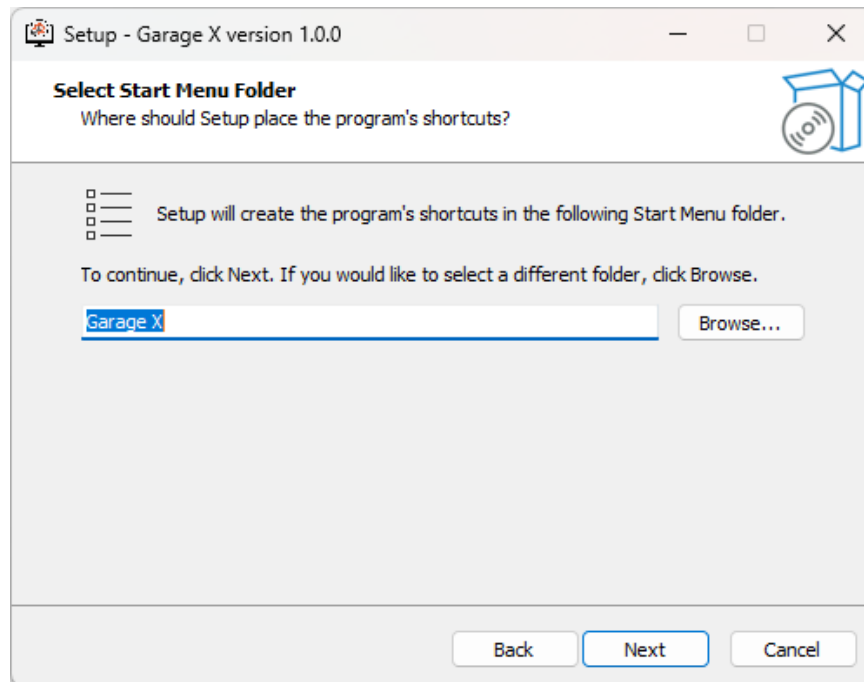 Setup - Garage X version 1.0.0
Select Start Menu Folder
Where should Setup place the program's shortcuts?
Setup will create the program's shortcuts in the following Start Menu folder.
To continue, click Next. If you would like to select a different folder, click Browse.
Garage X
Browse...
Back
Next
Cancel